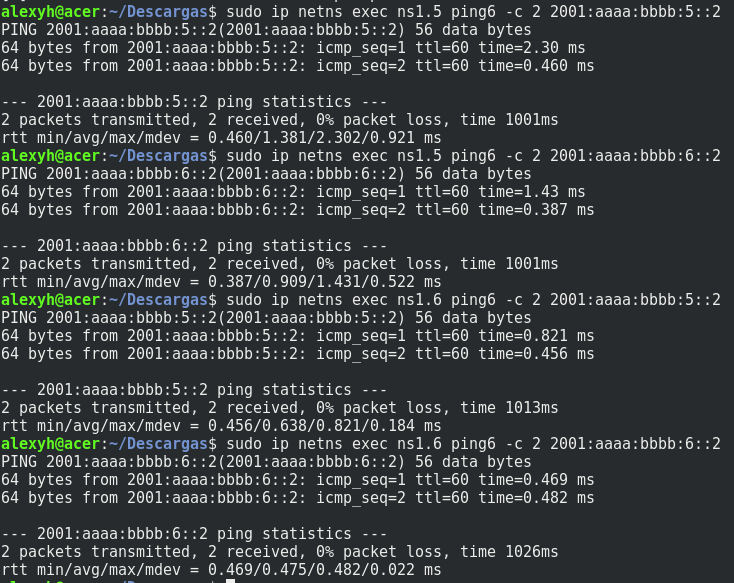 alexyh@acer:~/Descargas$ sudo ip netns exec ns1.5 ping6 -c 2 2001:aaaa:bbbb:5::2
PING 2001:aaaa:bbbb:5::2(2001:aaaa:bbbb:5::2) 56 data bytes
64 bytes from 2001:aaaa:bbbb:5::2: icmp_seq=1 ttl=60 time=2.30 ms
64 bytes from 2001:aaaa:bbbb:5::2: icmp_seq=2 ttl=60 time=0.460 ms
--- 2001:aaaa:bbbb:5::2 ping statistics ---
2 packets transmitted, 2 received, 0% packet loss, time 1001ms
rtt min/avg/max/mdev = 0.460/1.381/2.302/0.921 ms
alexyh@acer:~/Descargas$ sudo ip netns exec ns1.5 ping6 -c 2 2001:aaaa:bbbb:6::2
PING 2001:aaaa:bbbb:6::2(2001:aaaa:bbbb:6::2) 56 data bytes
64 bytes from 2001:aaaa:bbbb:6::2: icmp_seq=1 ttl=60 time=1.43 ms
64 bytes from 2001:aaaa:bbbb:6::2: icmp_seq=2 ttl=60 time=0.387 ms
--- 2001:aaaa:bbbb:6::2 ping statistics ---
2 packets transmitted, 2 received, 0% packet loss, time 1001ms
rtt min/avg/max/mdev = 0.387/0.909/1.431/0.522 ms
alexyh@acer:~/Descargas$ sudo ip netns exec ns1.6 ping6 -c 2 2001:aaaa:bbbb:5::2
PING 2001:aaaa:bbbb:5::2(2001:aaaa:bbbb:5::2) 56 data bytes
64 bytes from 2001:aaaa:bbbb:5::2: icmp_seq=1 ttl=60 time=0.821 ms
64 bytes from 2001:aaaa:bbbb:5::2: icmp_seq=2 ttl=60 time=0.456 ms
--- 2001:aaaa:bbbb:5::2 ping statistics ---
2 packets transmitted, 2 received, 0% packet loss, time 1013ms
rtt min/avg/max/mdev = 0.456/0.638/0.821/0.184 ms
alexyh@acer:~/Descargas$ sudo ip netns exec ns1.6 ping6 -c 2 2001:aaaa:bbbb:6::2
PING 2001:aaaa:bbbb:6::2(2001:aaaa:bbbb:6::2) 56 data bytes
64 bytes from 2001:aaaa:bbbb:6::2: icmp_seq=1 ttl=60 time=0.469 ms
64 bytes from 2001:aaaa:bbbb:6::2: icmp_seq=2 ttl=60 time=0.482 ms
--- 2001:aaaa:bbbb:6::2 ping statistics ---
2 packets transmitted, 2 received, 0% packet loss, time 1026ms
rtt min/avg/max/mdev = 0.469/0.475/0.482/0.022 ms